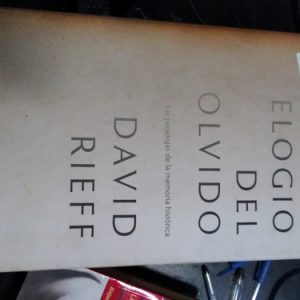 ELOGIO
DEL
OLVIDO
Las paradojas de la memoria histórica
DAVID
RIEFF